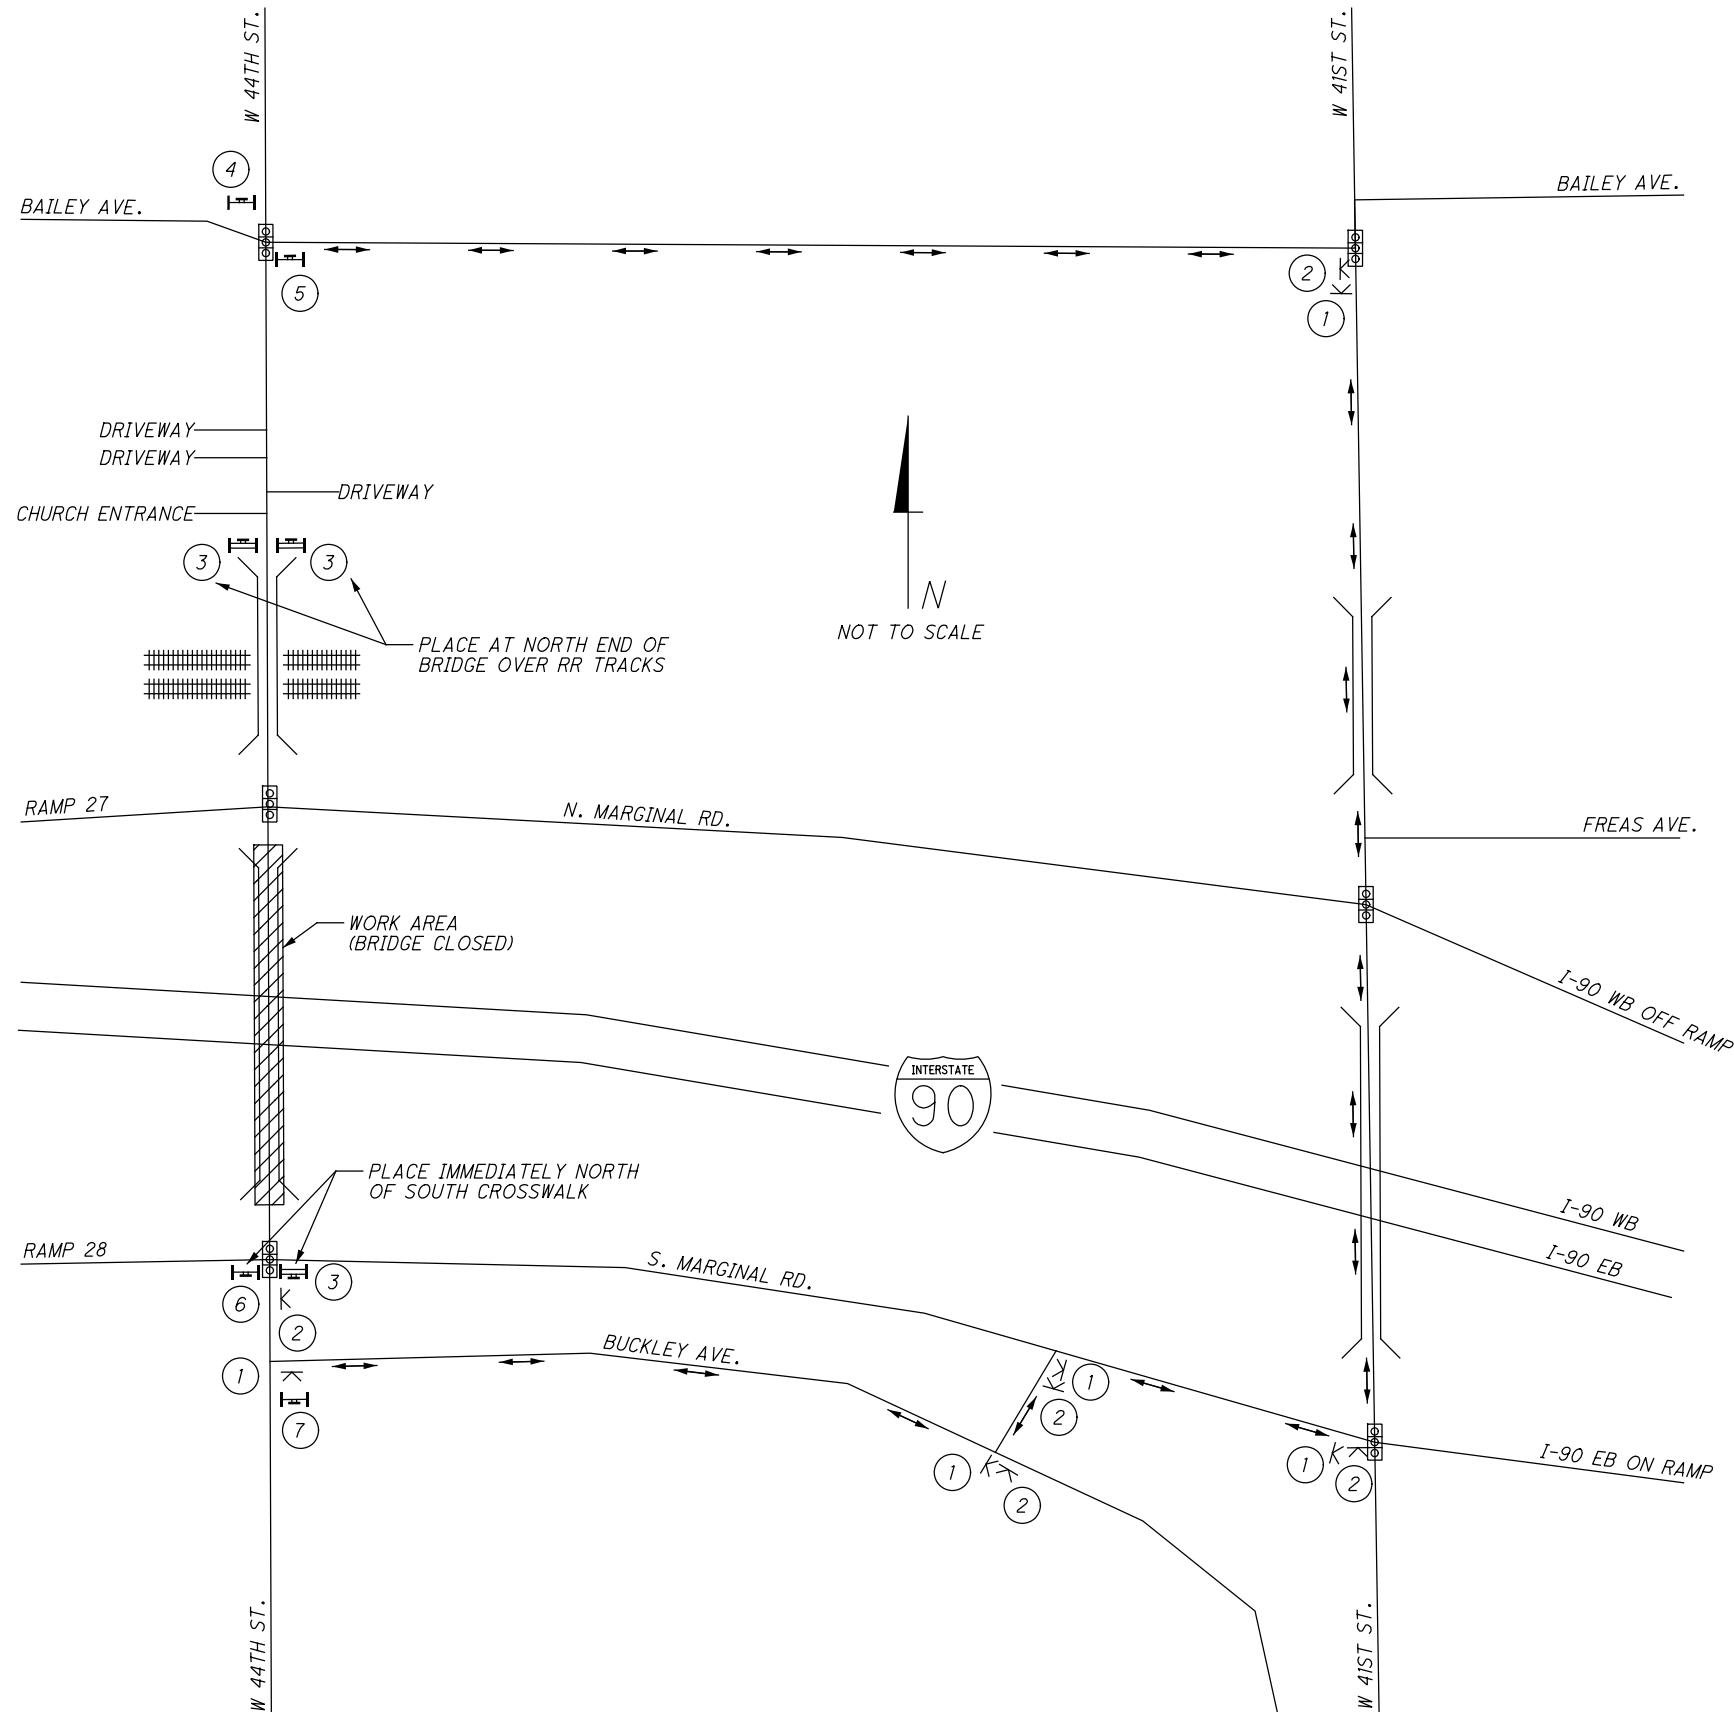 W 44TH ST.
W 41ST ST.
4
BAILEY AVE.
BAILEY AVE.
5
2
1
DRIVEWAY
DRIVEWAY
DRIVEWAY
CHURCH ENTRANCE
3
3
N
NOT TO SCALE
PLACE AT NORTH END OF
BRIDGE OVER RR TRACKS
RAMP 27
N. MARGINAL RD.
FREAS AVE.
WORK AREA
(BRIDGE CLOSED)
I-90 WB OFF RAMP
INTERSTATE
90
PLACE IMMEDIATELY NORTH
OF SOUTH CROSSWALK
I-90 WB
RAMP 28
S. MARGINAL RD.
I-90 EB
3
6
2
BUCKLEY AVE.
1
1
2
7
1
2
1
2
I-90 EB ON RAMP
W 44TH ST.
W 41ST ST.